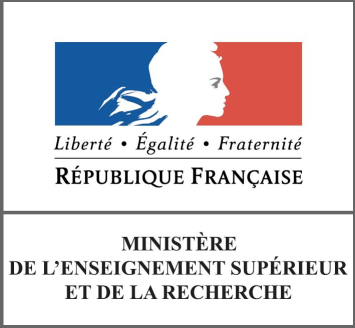 Liberté • Égalité • Fraternité
RÉPUBLIQUE FRANÇAISE
MINISTÈRE
DE L'ENSEIGNEMENT SUPÉRIEUR
ET DE LA RECHERCHE